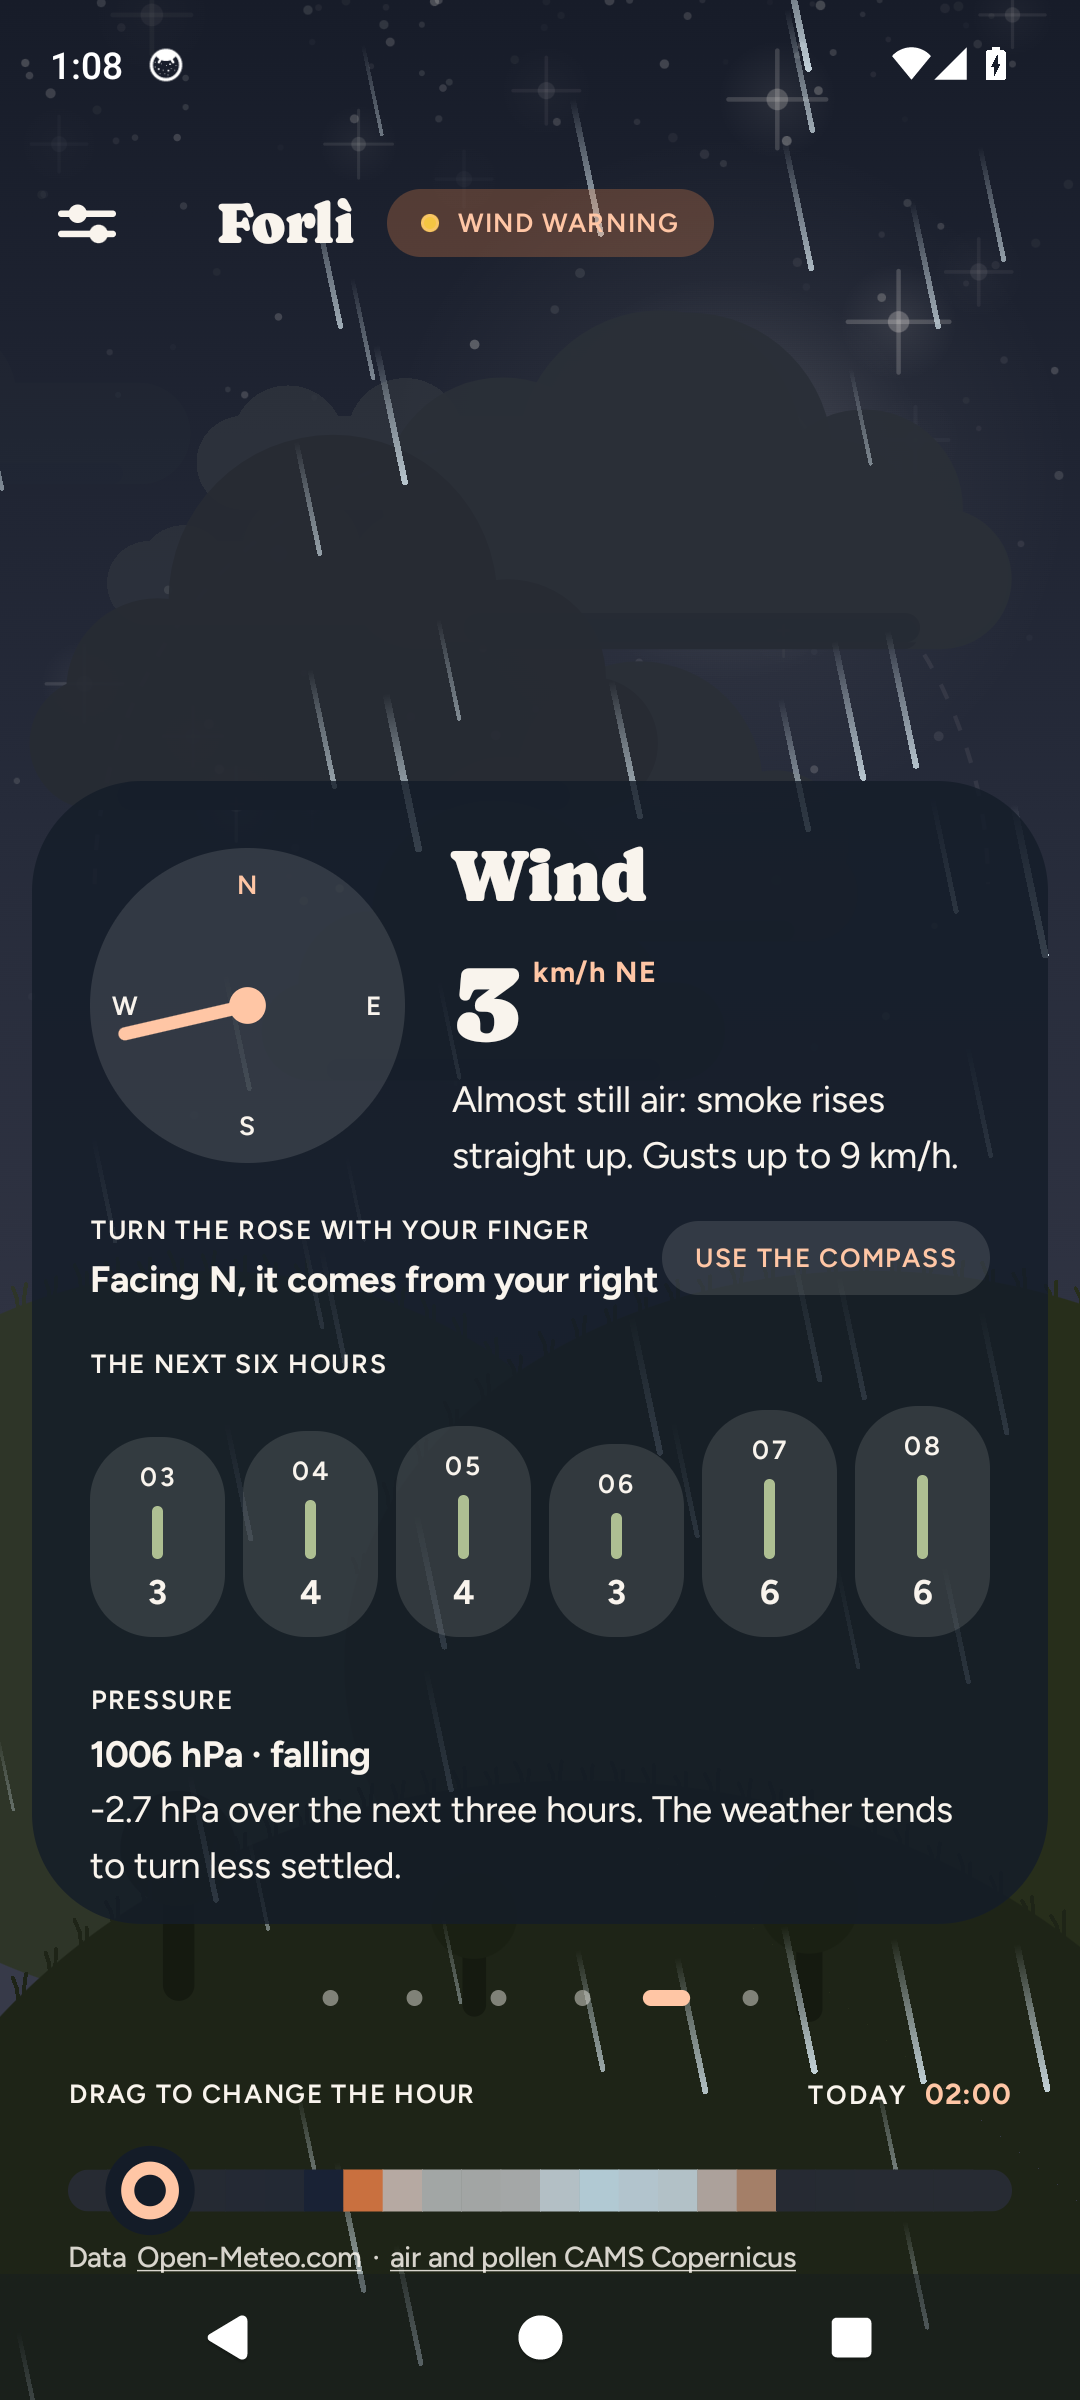 1:08
Forlì
WIND WARNING
N
W
E
S
Wind
3 km/h NE
Almost still air: smoke rises
straight up. Gusts up to 9 km/h.
TURN THE ROSE WITH YOUR FINGER
Facing N, it comes from your right
USE THE COMPASS
THE NEXT SIX HOURS
03 04 05 06 07 08
3 4 4 3 6 6
PRESSURE
1006 hPa · falling
-2.7 hPa over the next three hours. The weather tends
to turn less settled.
DRAG TO CHANGE THE HOUR
TODAY 02:00
Data Open-Meteo.com · air and pollen CAMS Copernicus